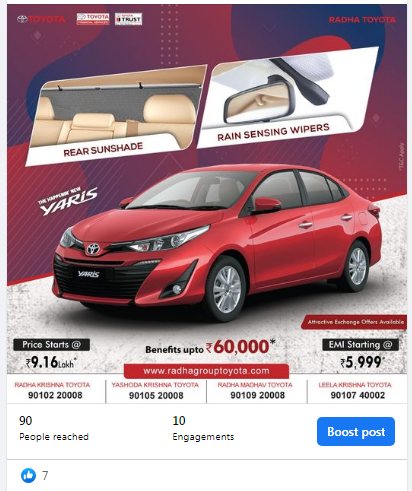 TOYOTA
TOYOTA
TRUST
RADHA TOYOTA
REAR SUNSHADE
RAIN SENSING WIPERS
*T&C Apply
THE HAPPENIN' NEW
YARIS
YARIS
Attractive Exchange Offers Available
Price Starts @
₹9.16Lakh*
Benefits upto ₹60,000*
EMI Starting @
₹5,999*
www.radhagrouptoyota.com
RADHA KRISHNA TOYOTA
90102 20008
YASHODA KRISHNA TOYOTA
90105 20008
RADHA MADHAV TOYOTA
90109 20008
LEELA KRISHNA TOYOTA
90107 40002
90
People reached
10
Engagements
Boost post
7